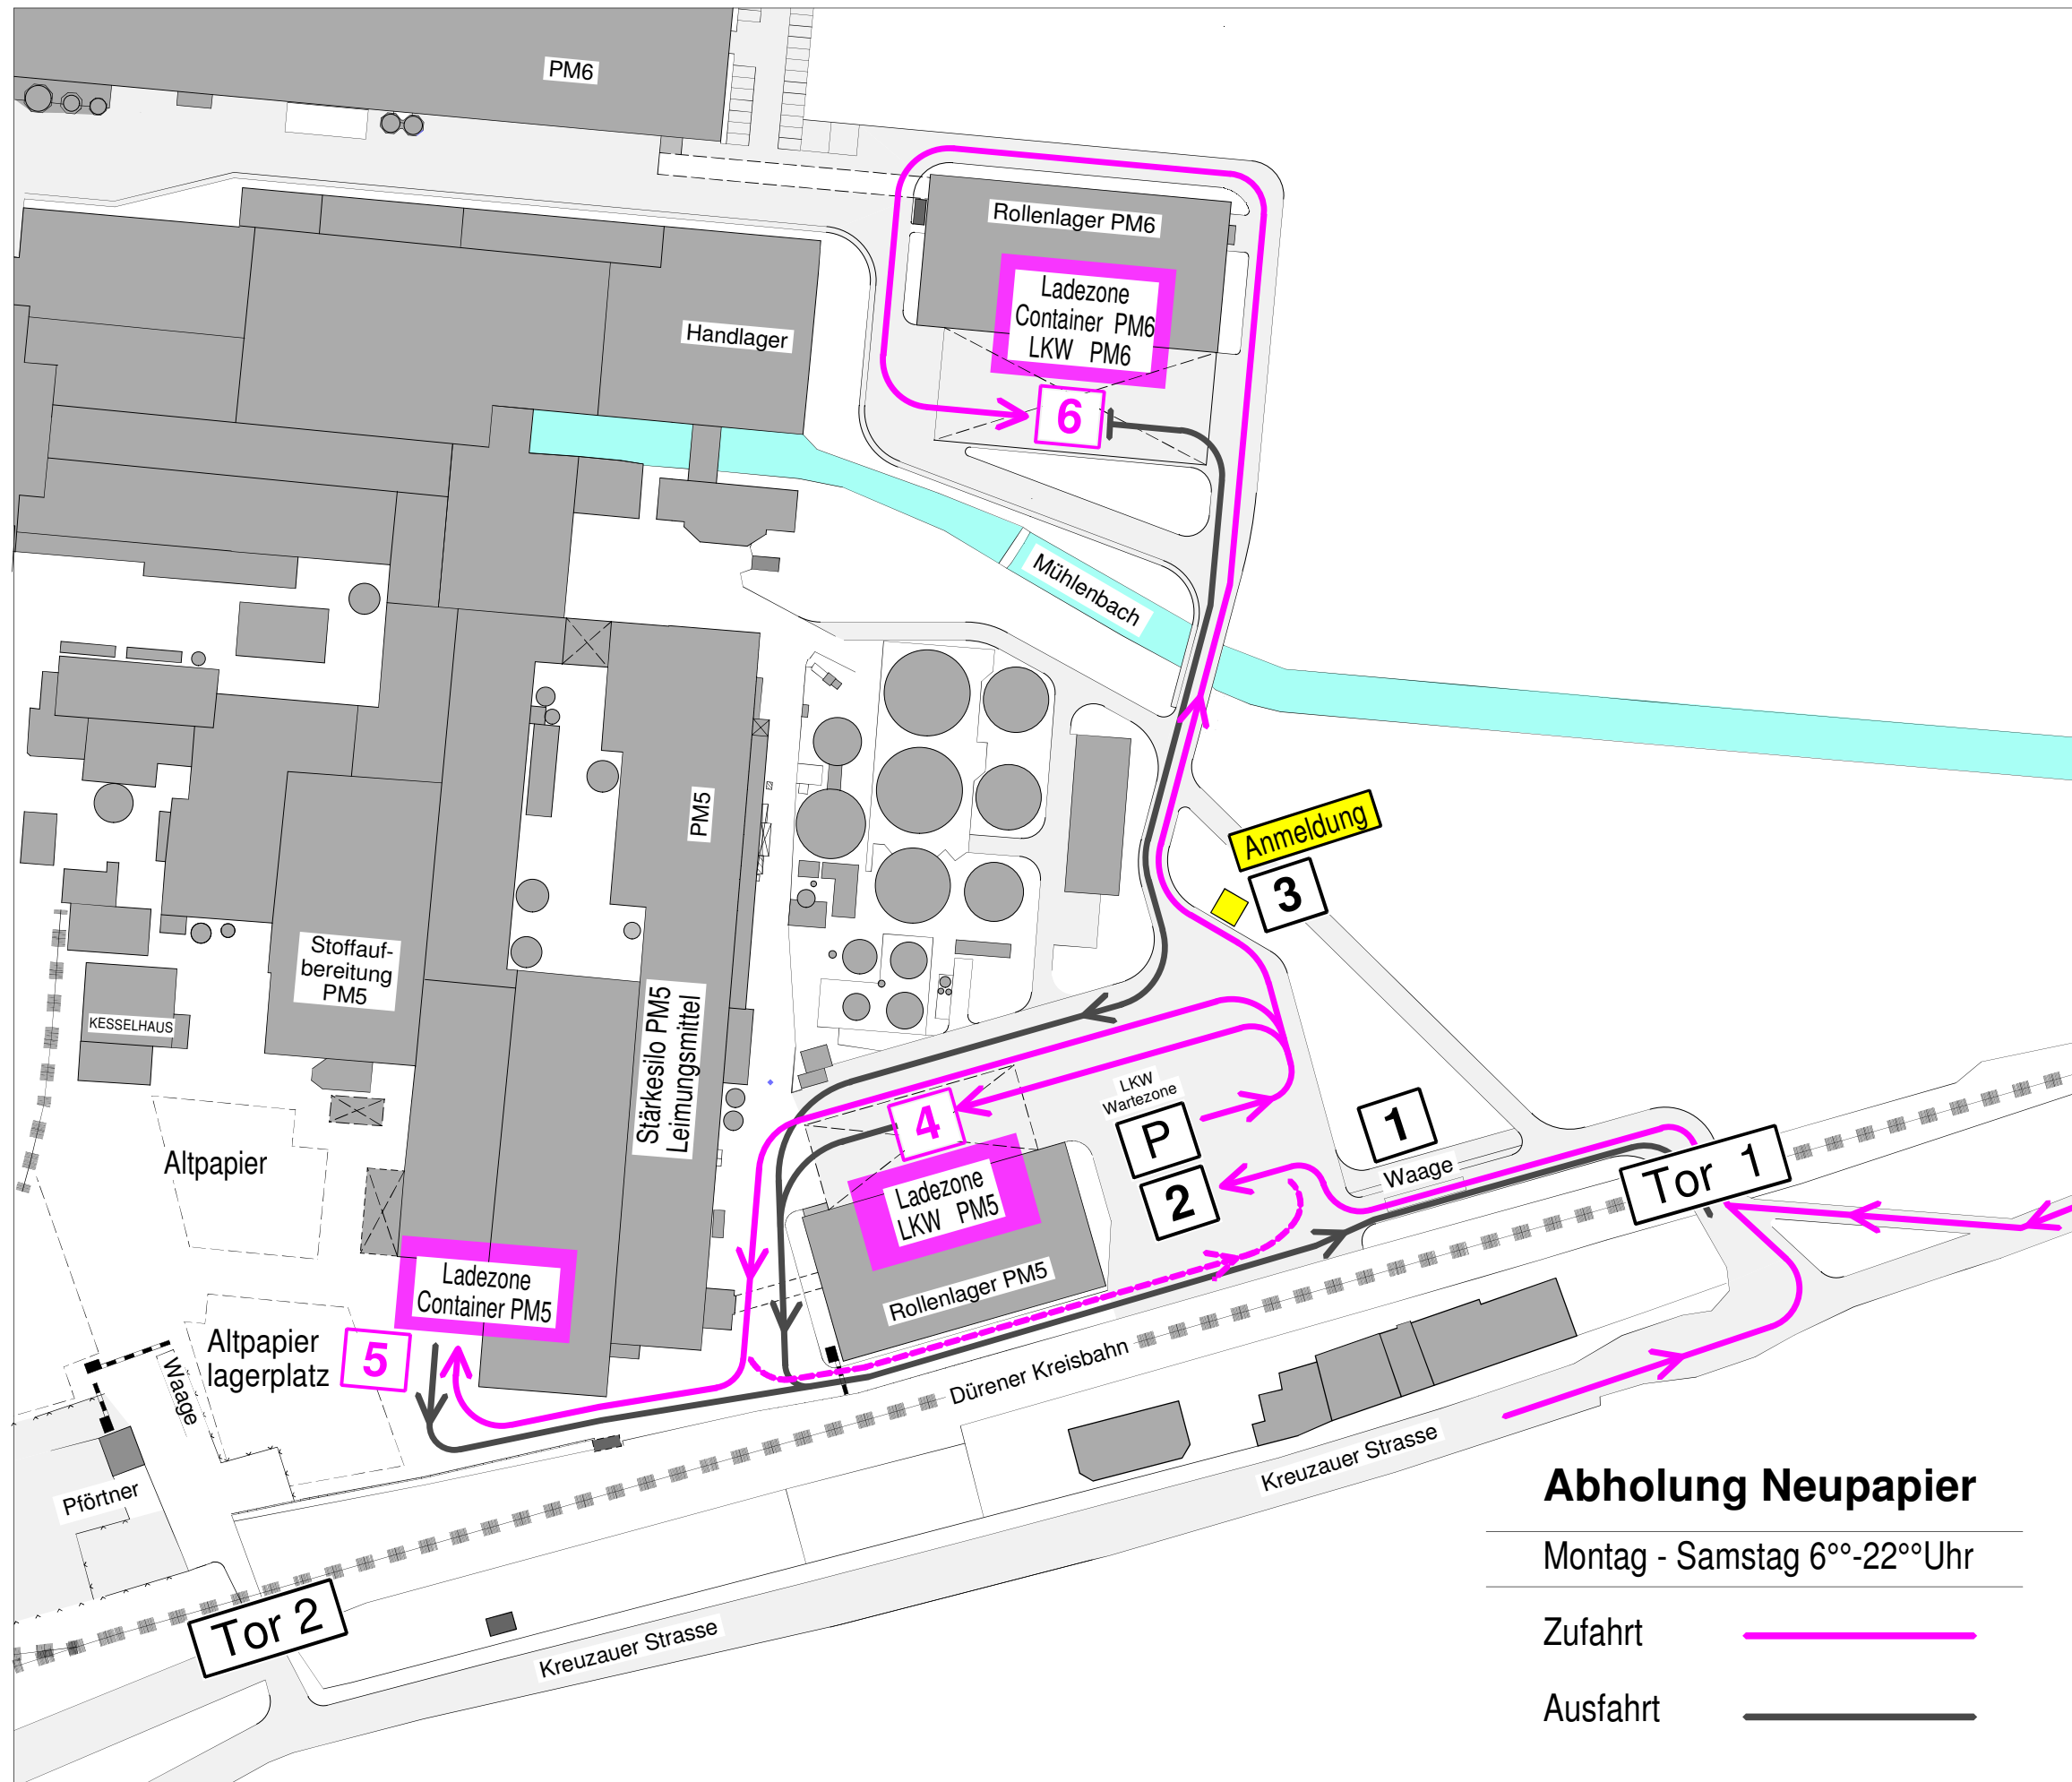 PM6
Rollenlager PM6
Ladezone
Container PM6
LKW PM6
Handlager
6
Mühlenbach
PM5
Anmeldung
3
Stoffauf-
bereitung
PM5
KESSELHAUS
Stärkesilo PM5
Leimungsmittel
LKW
Wartezone
P
1
4
2
Waage
Tor 1
Altpapier
Ladezone
LKW PM5
Rollenlager PM5
Ladezone
Container PM5
Altpapier
lagerplatz
5
Waage
Dürener Kreisbahn
Kreuzauer Strasse
Pförtner
Tor 2
Kreuzauer Strasse
Abholung Neupapier
Montag - Samstag 6°°-22°°Uhr
Zufahrt
Ausfahrt